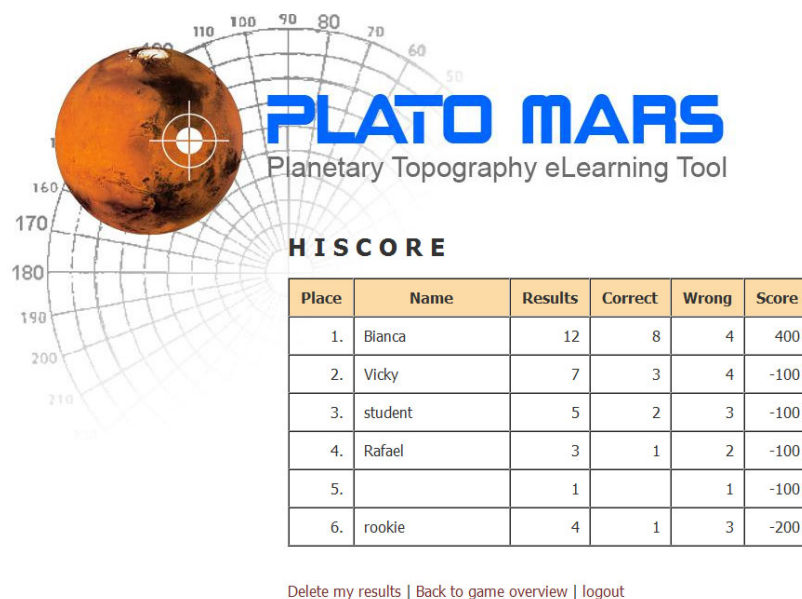 110 100 90 80 70 60 50
PLATO MARS
Planetary Topography eLearning Tool
160
170
180
190
200
210
HISCORE
Place Name Results Correct Wrong Score
1. Bianca 12 8 4 400
2. Vicky 7 3 4 -100
3. student 5 2 3 -100
4. Rafael 3 1 2 -100
5. 1 1 -100
6. rookie 4 1 3 -200
Delete my results | Back to game overview | logout